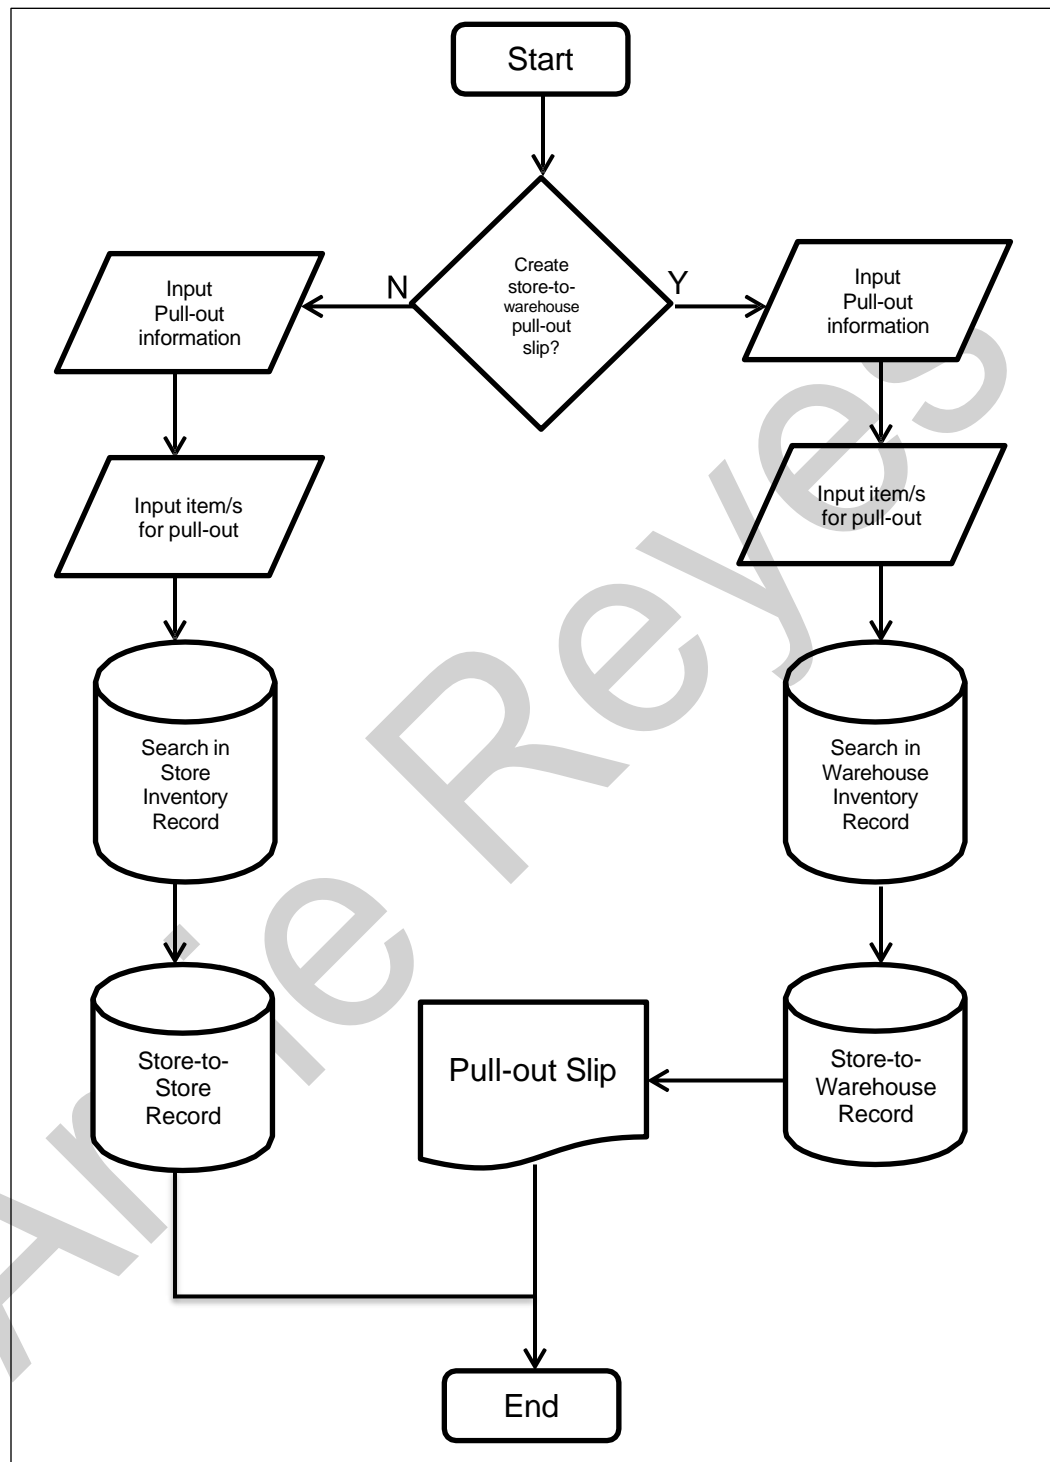 Start
Create
store-to-
warehouse
pull-out
slip?
N
Y
Input
Pull-out
information
Input
Pull-out
information
Input item/s
for pull-out
Input item/s
for pull-out
Search in
Store
Inventory
Record
Search in
Warehouse
Inventory
Record
Store-to-
Store
Record
Pull-out Slip
Store-to-
Warehouse
Record
End
Arie Reyes